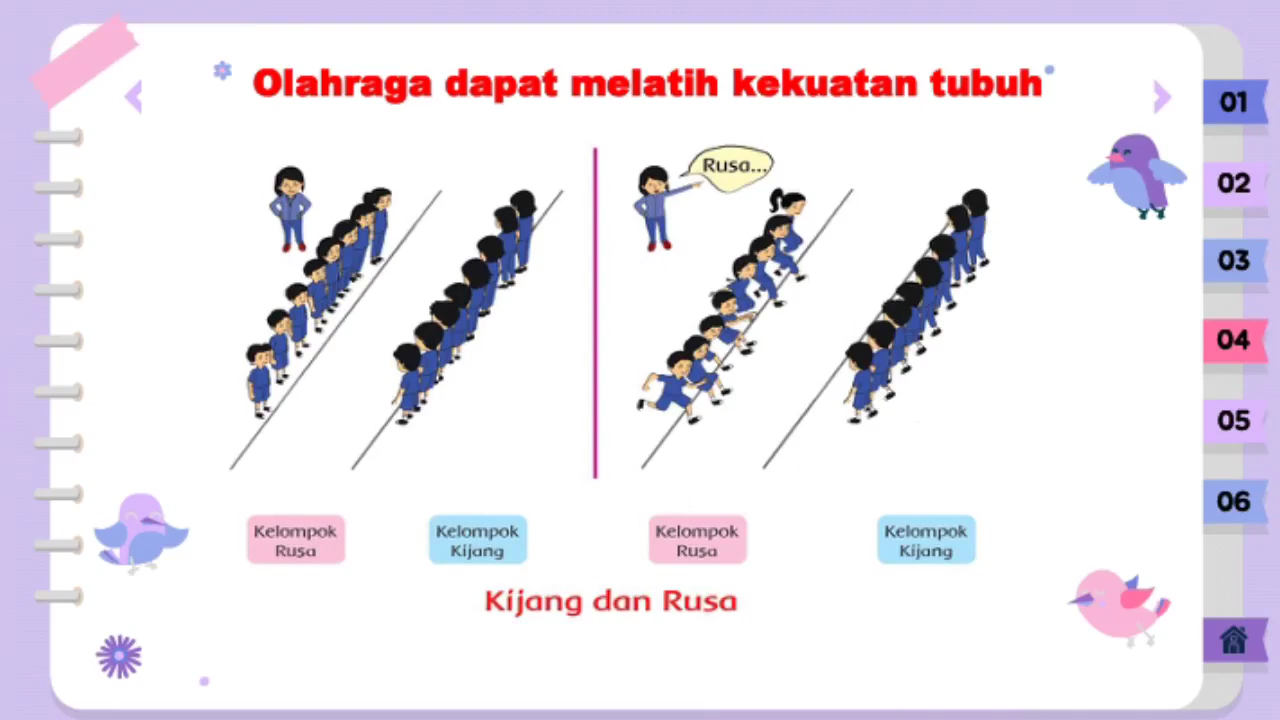 Olahraga dapat melatih kekuatan tubuh
Rusa...
Kelompok
Rusa
Kelompok
Kijang
Kelompok
Rusa
Kelompok
Kijang
Kijang dan Rusa
01
02
03
04
05
06